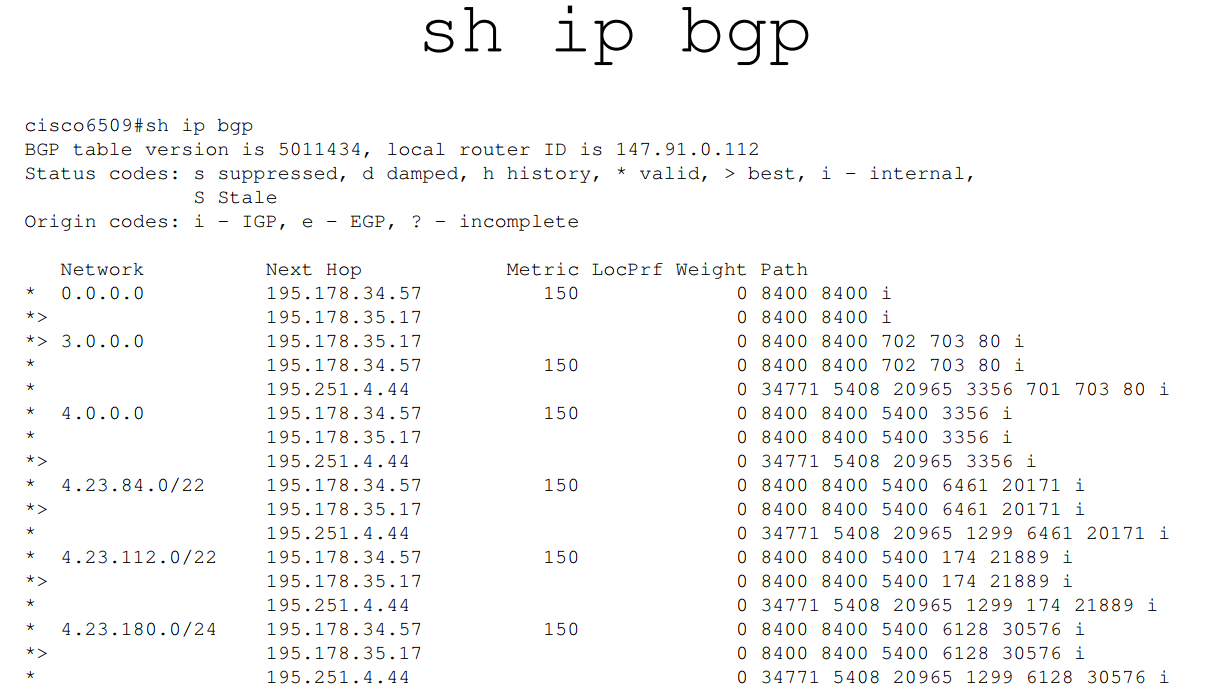 sh ip bgp
cisco6509#sh ip bgp
BGP table version is 5011434, local router ID is 147.91.0.112
Status codes: s suppressed, d damped, h history, * valid, > best, i - internal,
              S Stale
Origin codes: i - IGP, e - EGP, ? - incomplete
   Network          Next Hop            Metric LocPrf Weight Path
*  0.0.0.0          195.178.34.57          150             0 8400 8400 i
*>                  195.178.35.17                          0 8400 8400 i
*> 3.0.0.0          195.178.35.17                          0 8400 8400 702 703 80 i
*                   195.178.34.57          150             0 8400 8400 702 703 80 i
*                   195.251.4.44                           0 34771 5408 20965 3356 701 703 80 i
*  4.0.0.0          195.178.34.57          150             0 8400 8400 5400 3356 i
*                   195.178.35.17                          0 8400 8400 5400 3356 i
*>                  195.251.4.44                           0 34771 5408 20965 3356 i
*  4.23.84.0/22     195.178.34.57          150             0 8400 8400 5400 6461 20171 i
*>                  195.178.35.17                          0 8400 8400 5400 6461 20171 i
*                   195.251.4.44                           0 34771 5408 20965 1299 6461 20171 i
*  4.23.112.0/22    195.178.34.57          150             0 8400 8400 5400 174 21889 i
*>                  195.178.35.17                          0 8400 8400 5400 174 21889 i
*                   195.251.4.44                           0 34771 5408 20965 1299 174 21889 i
*  4.23.180.0/24    195.178.34.57          150             0 8400 8400 5400 6128 30576 i
*>                  195.178.35.17                          0 8400 8400 5400 6128 30576 i
*                   195.251.4.44                           0 34771 5408 20965 1299 6128 30576 i